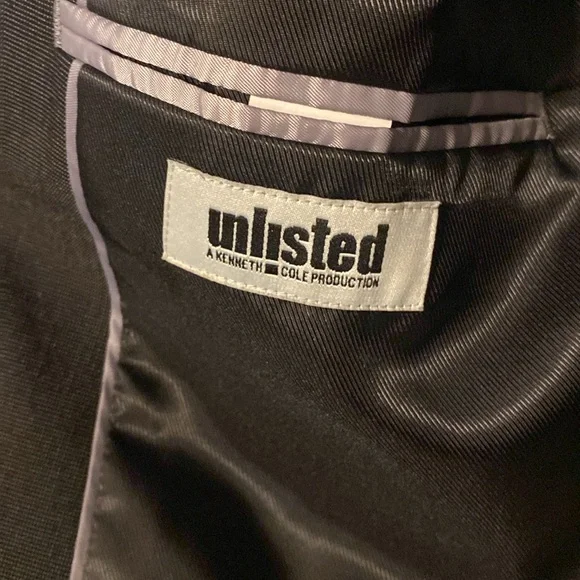 unlisted
A KENNETH COLE PRODUCTION